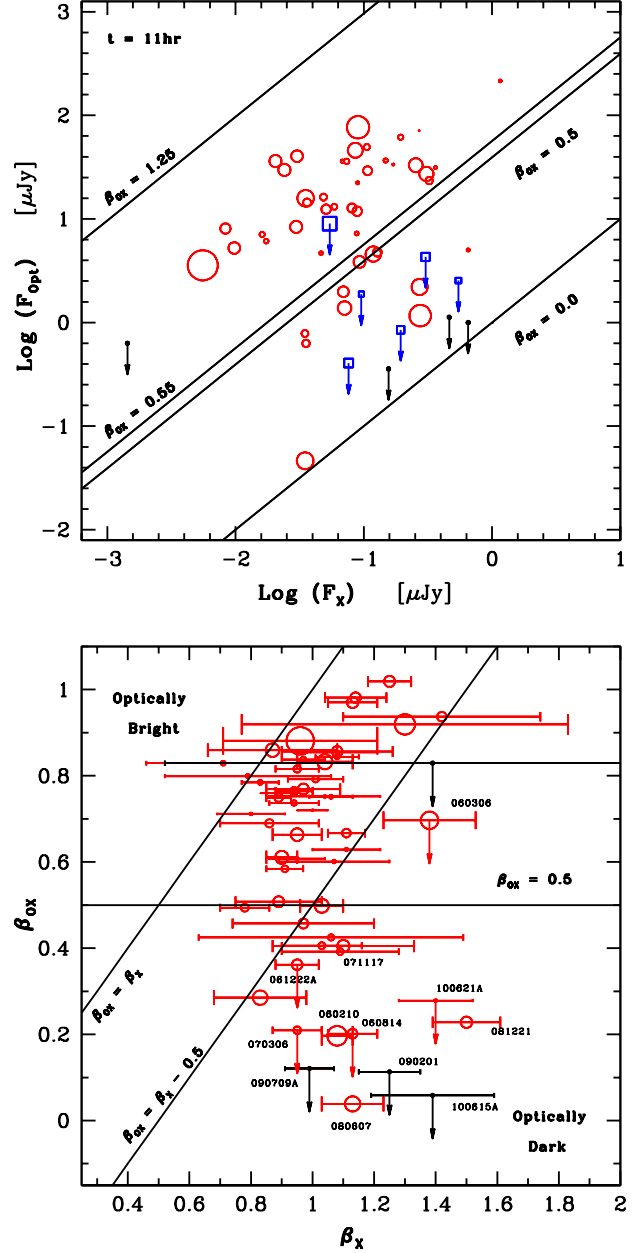 t = 11hr
3
2
1
0
−1
−2
Log (F_Opt) [μJy]
β_OX = 1.25
β_OX = 0.5
β_OX = 0.0
β_OX = 0.55
−3
−2
−1
0
1
Log (F_X) [μJy]
Optically
Bright
1
0.8
0.6
0.4
0.2
0
β_OX
060306
β_OX = 0.5
071117
061222A
100621A
060210
060814
081221
070306
090201
090709A
100615A
080607
β_OX = β_X
β_OX = β_X − 0.5
Optically
Dark
0.4
0.6
0.8
1
1.2
1.4
1.6
1.8
2
β_X